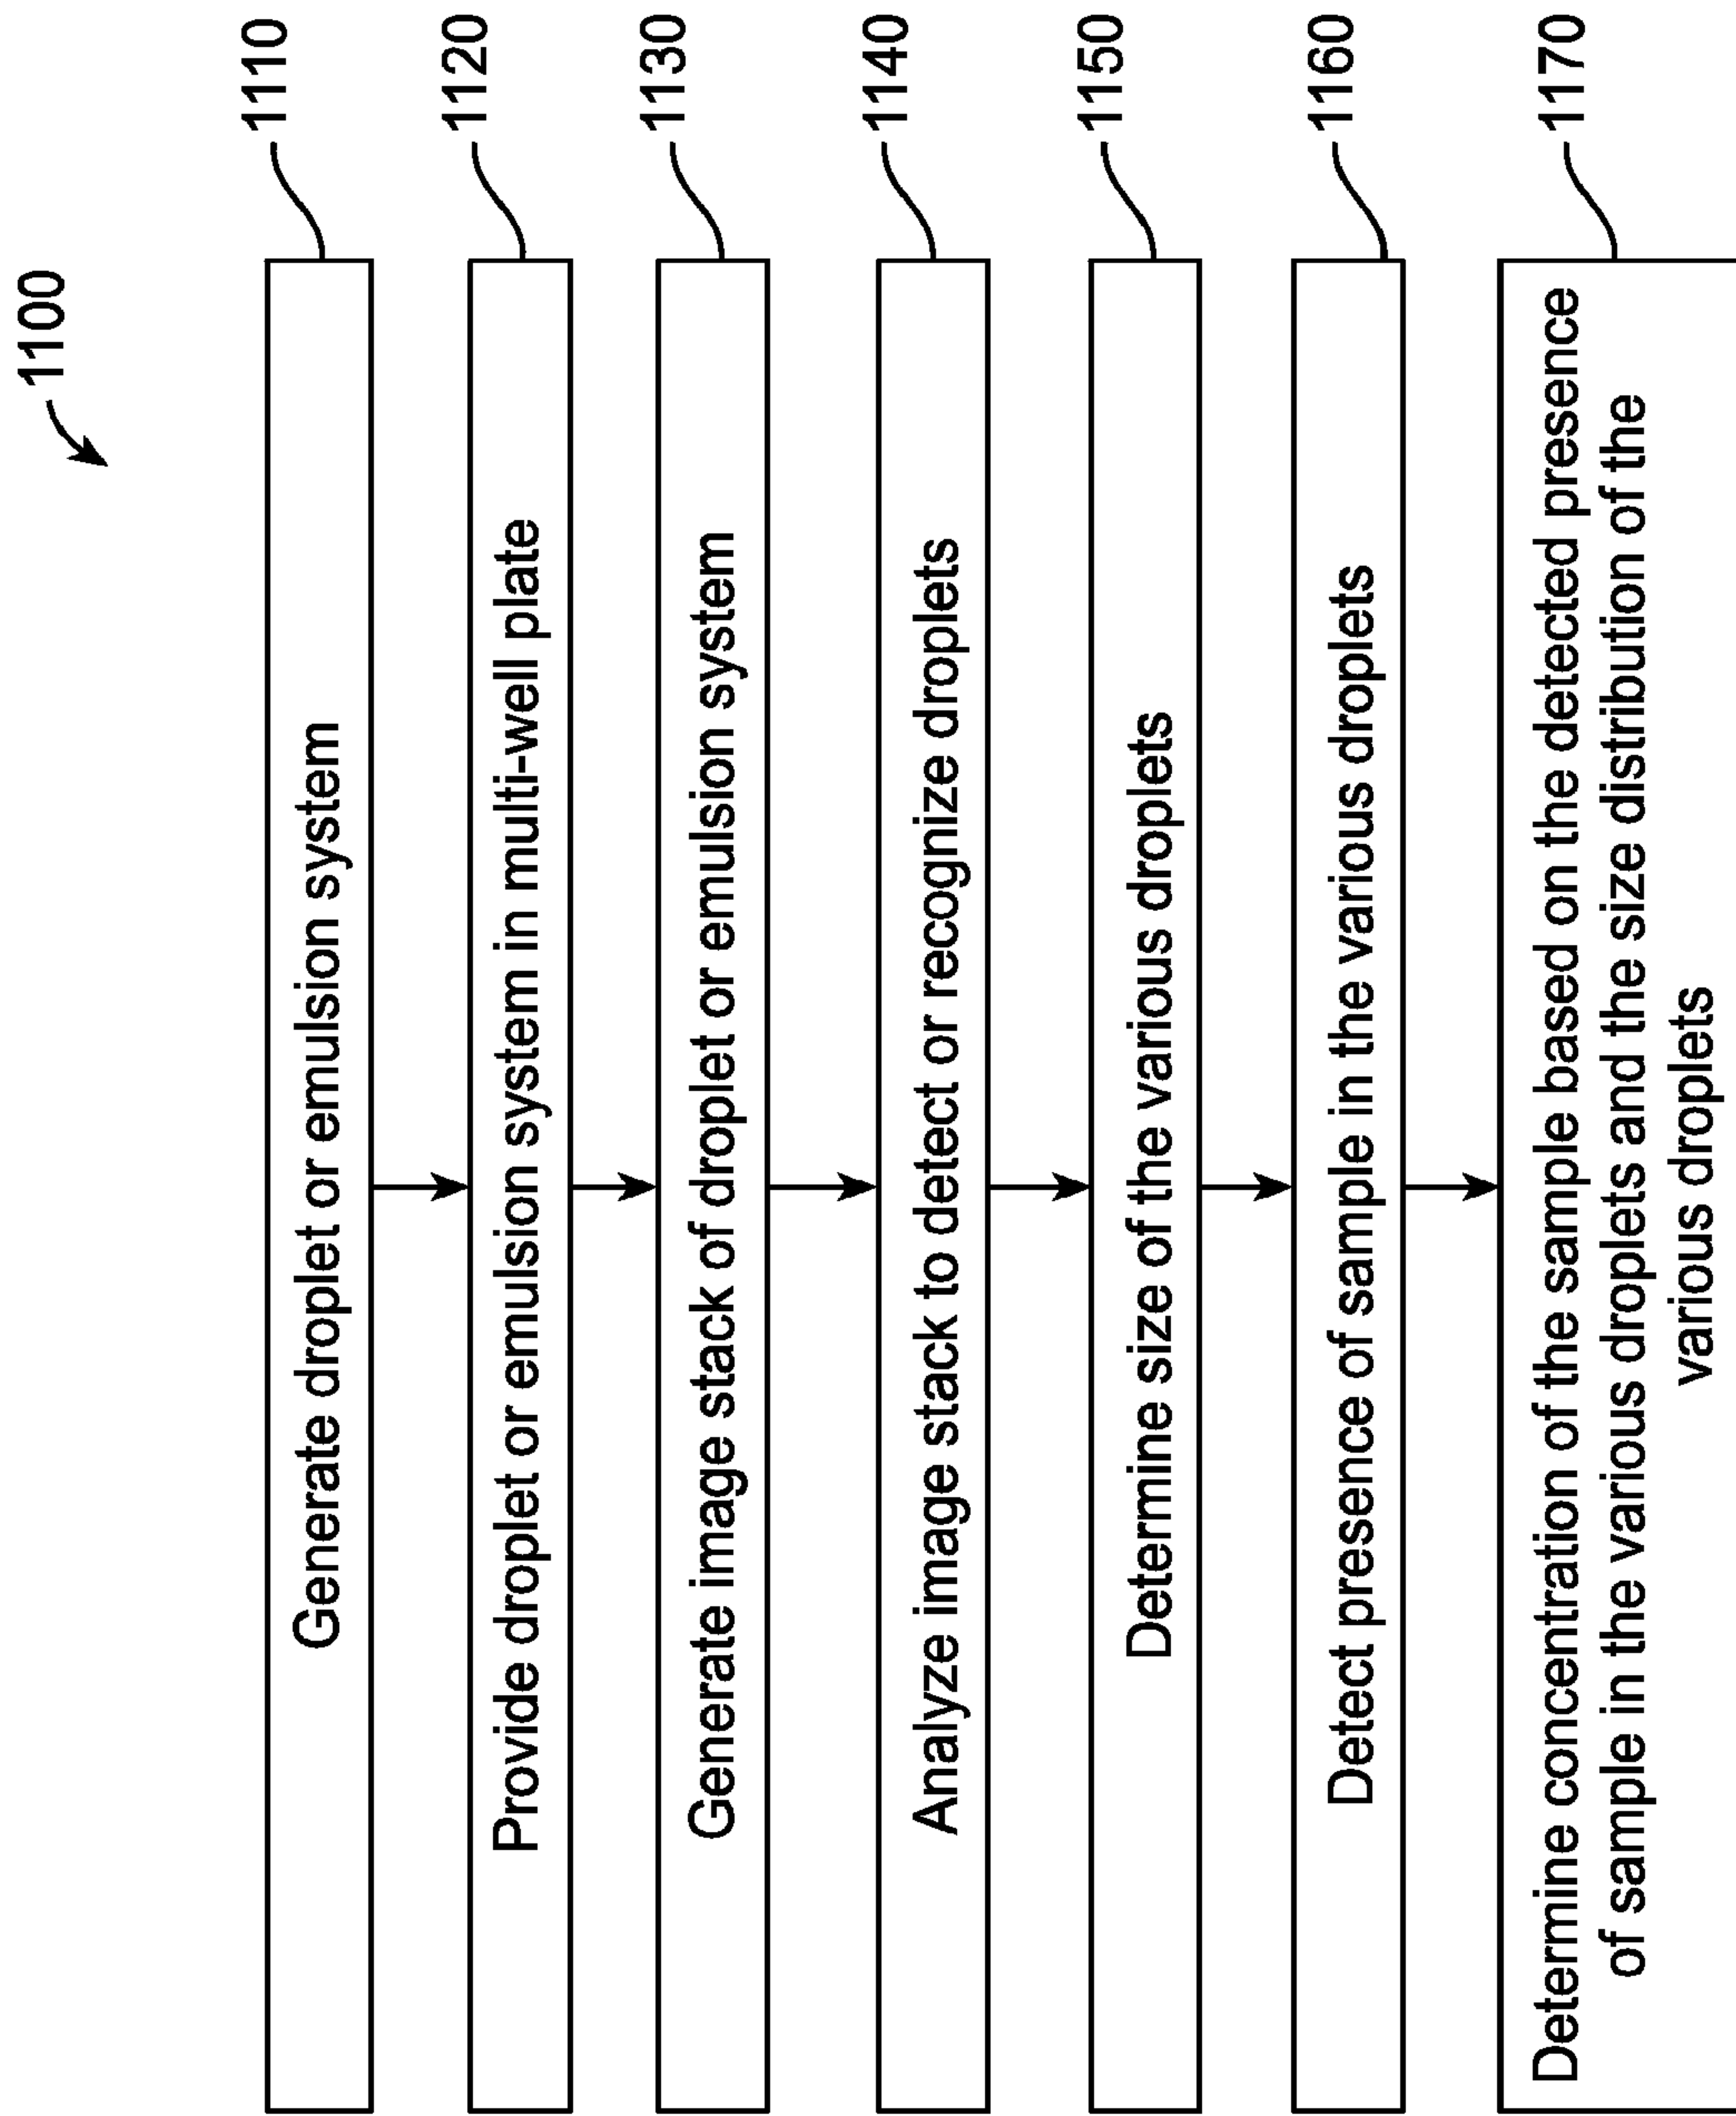 1100
Generate droplet or emulsion system
1110
Provide droplet or emulsion system in multi-well plate
1120
Generate image stack of droplet or emulsion system
1130
Analyze image stack to detect or recognize droplets
1140
Determine size of the various droplets
1150
Detect presence of sample in the various droplets
1160
Determine concentration of the sample based on the detected presence
of sample in the various droplets and the size distribution of the
various droplets
1170